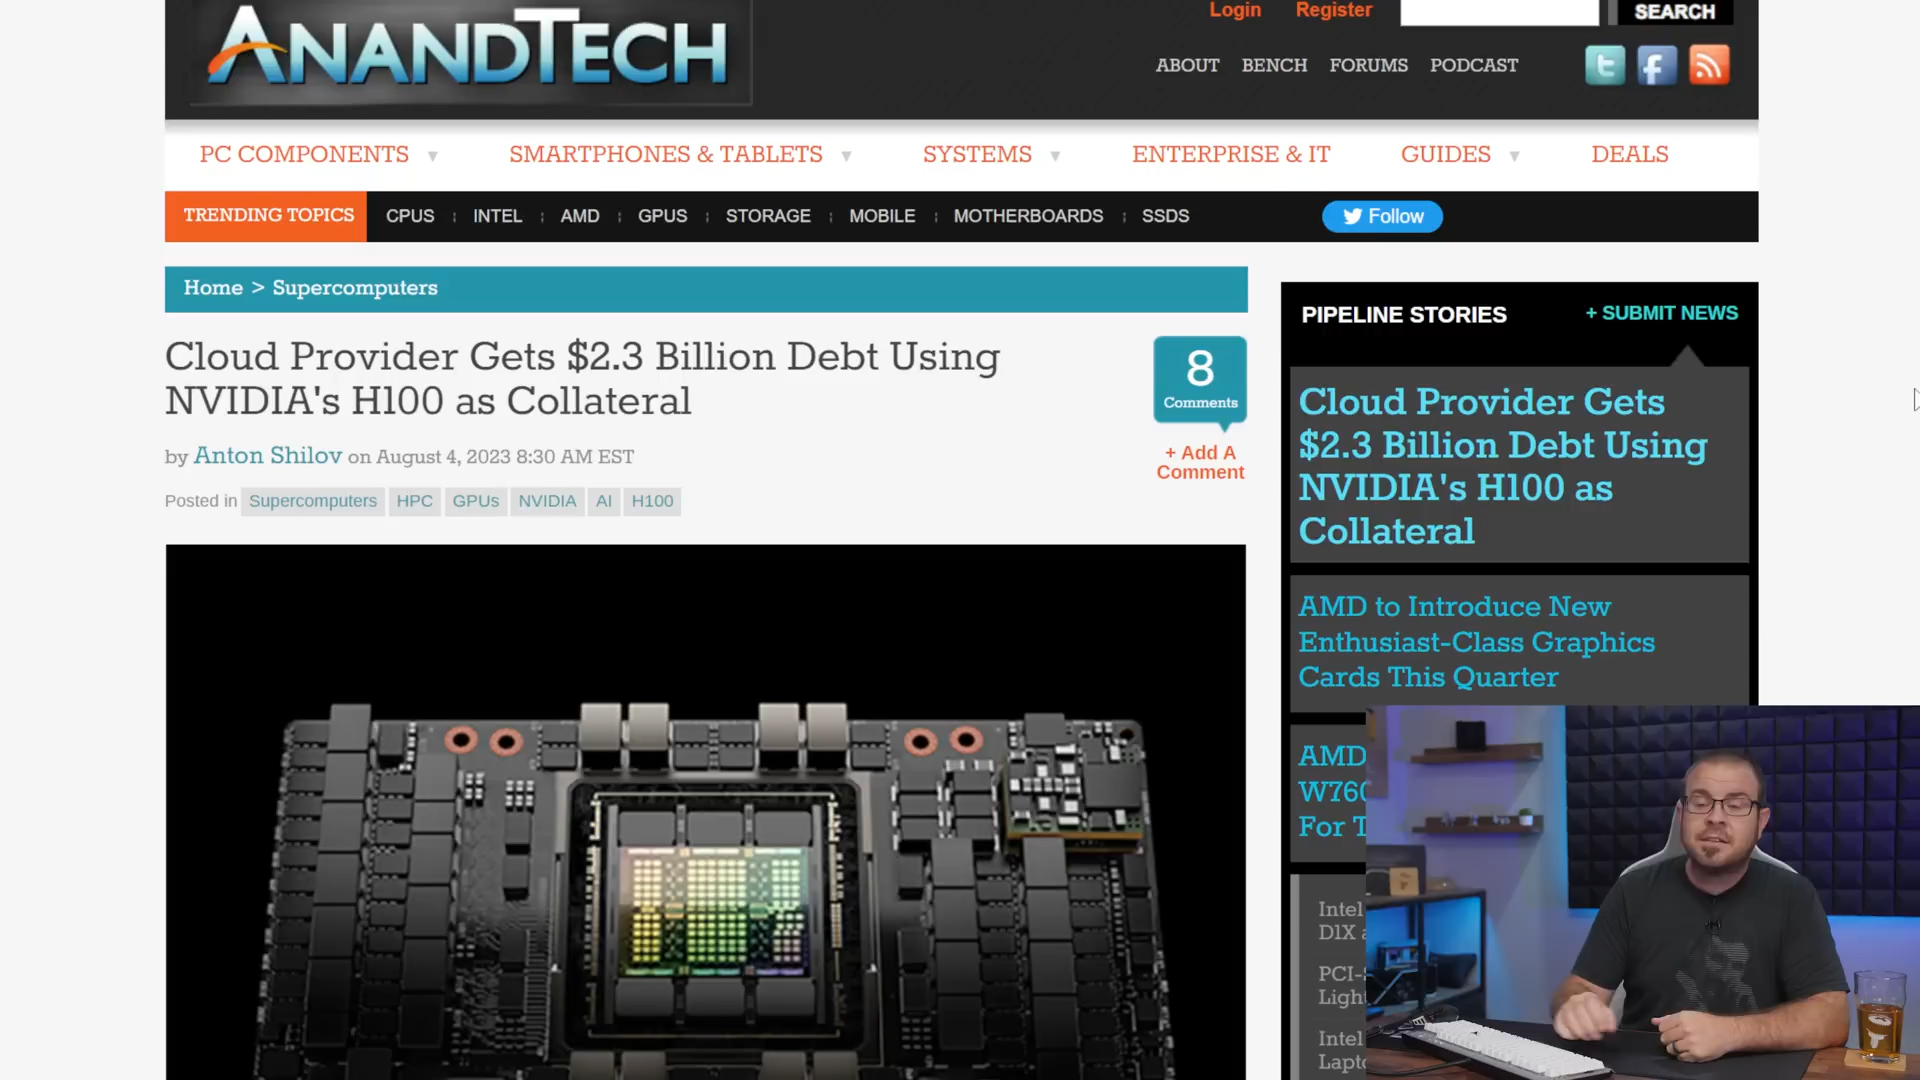 ANANDTECH
Login Register SEARCH
ABOUT BENCH FORUMS PODCAST
PC COMPONENTS SMARTPHONES & TABLETS SYSTEMS ENTERPRISE & IT GUIDES DEALS
TRENDING TOPICS CPUS INTEL AMD GPUS STORAGE MOBILE MOTHERBOARDS SSDS Follow
Home > Supercomputers
Cloud Provider Gets $2.3 Billion Debt Using
NVIDIA's H100 as Collateral
8
Comments
+ Add A
Comment
by Anton Shilov on August 4, 2023 8:30 AM EST
Posted in Supercomputers HPC GPUs NVIDIA AI H100
PIPELINE STORIES + SUBMIT NEWS
Cloud Provider Gets
$2.3 Billion Debt Using
NVIDIA's H100 as
Collateral
AMD to Introduce New
Enthusiast-Class Graphics
Cards This Quarter
AMD
W760
For T
Intel
D1X a
PCI-S
Light
Intel
Lapto